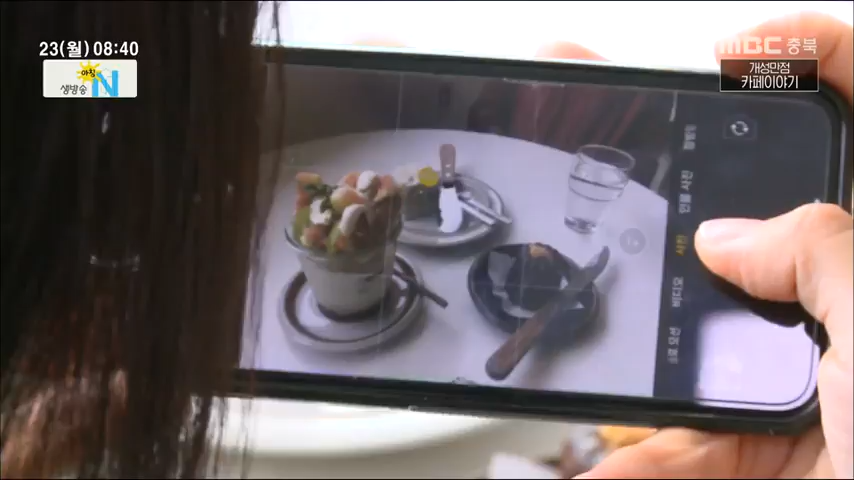 23(월) 08:40
아침
생방송 N
MBC 충북
개성만점
카페이야기
인물 사진
사진
비디오